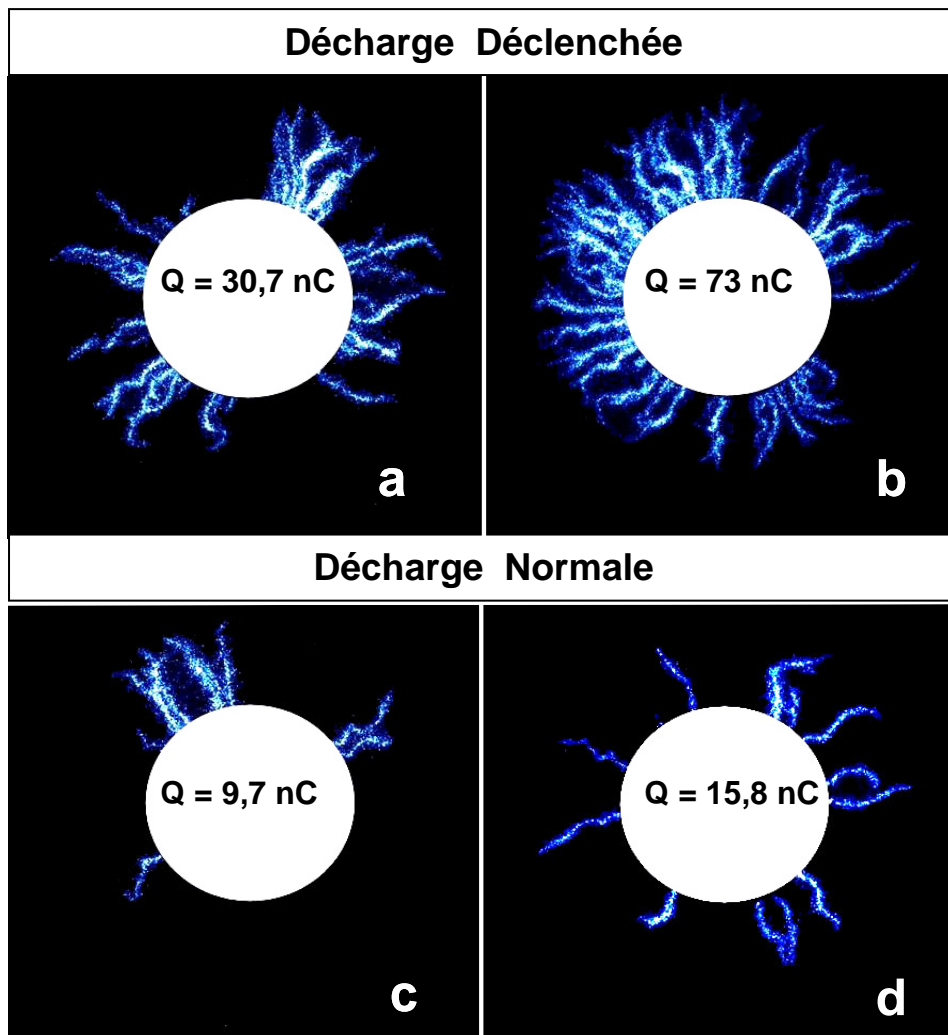 Décharge Déclenchée
Q = 30,7 nC
Q = 73 nC
a
b
Décharge Normale
Q = 9,7 nC
Q = 15,8 nC
c
d